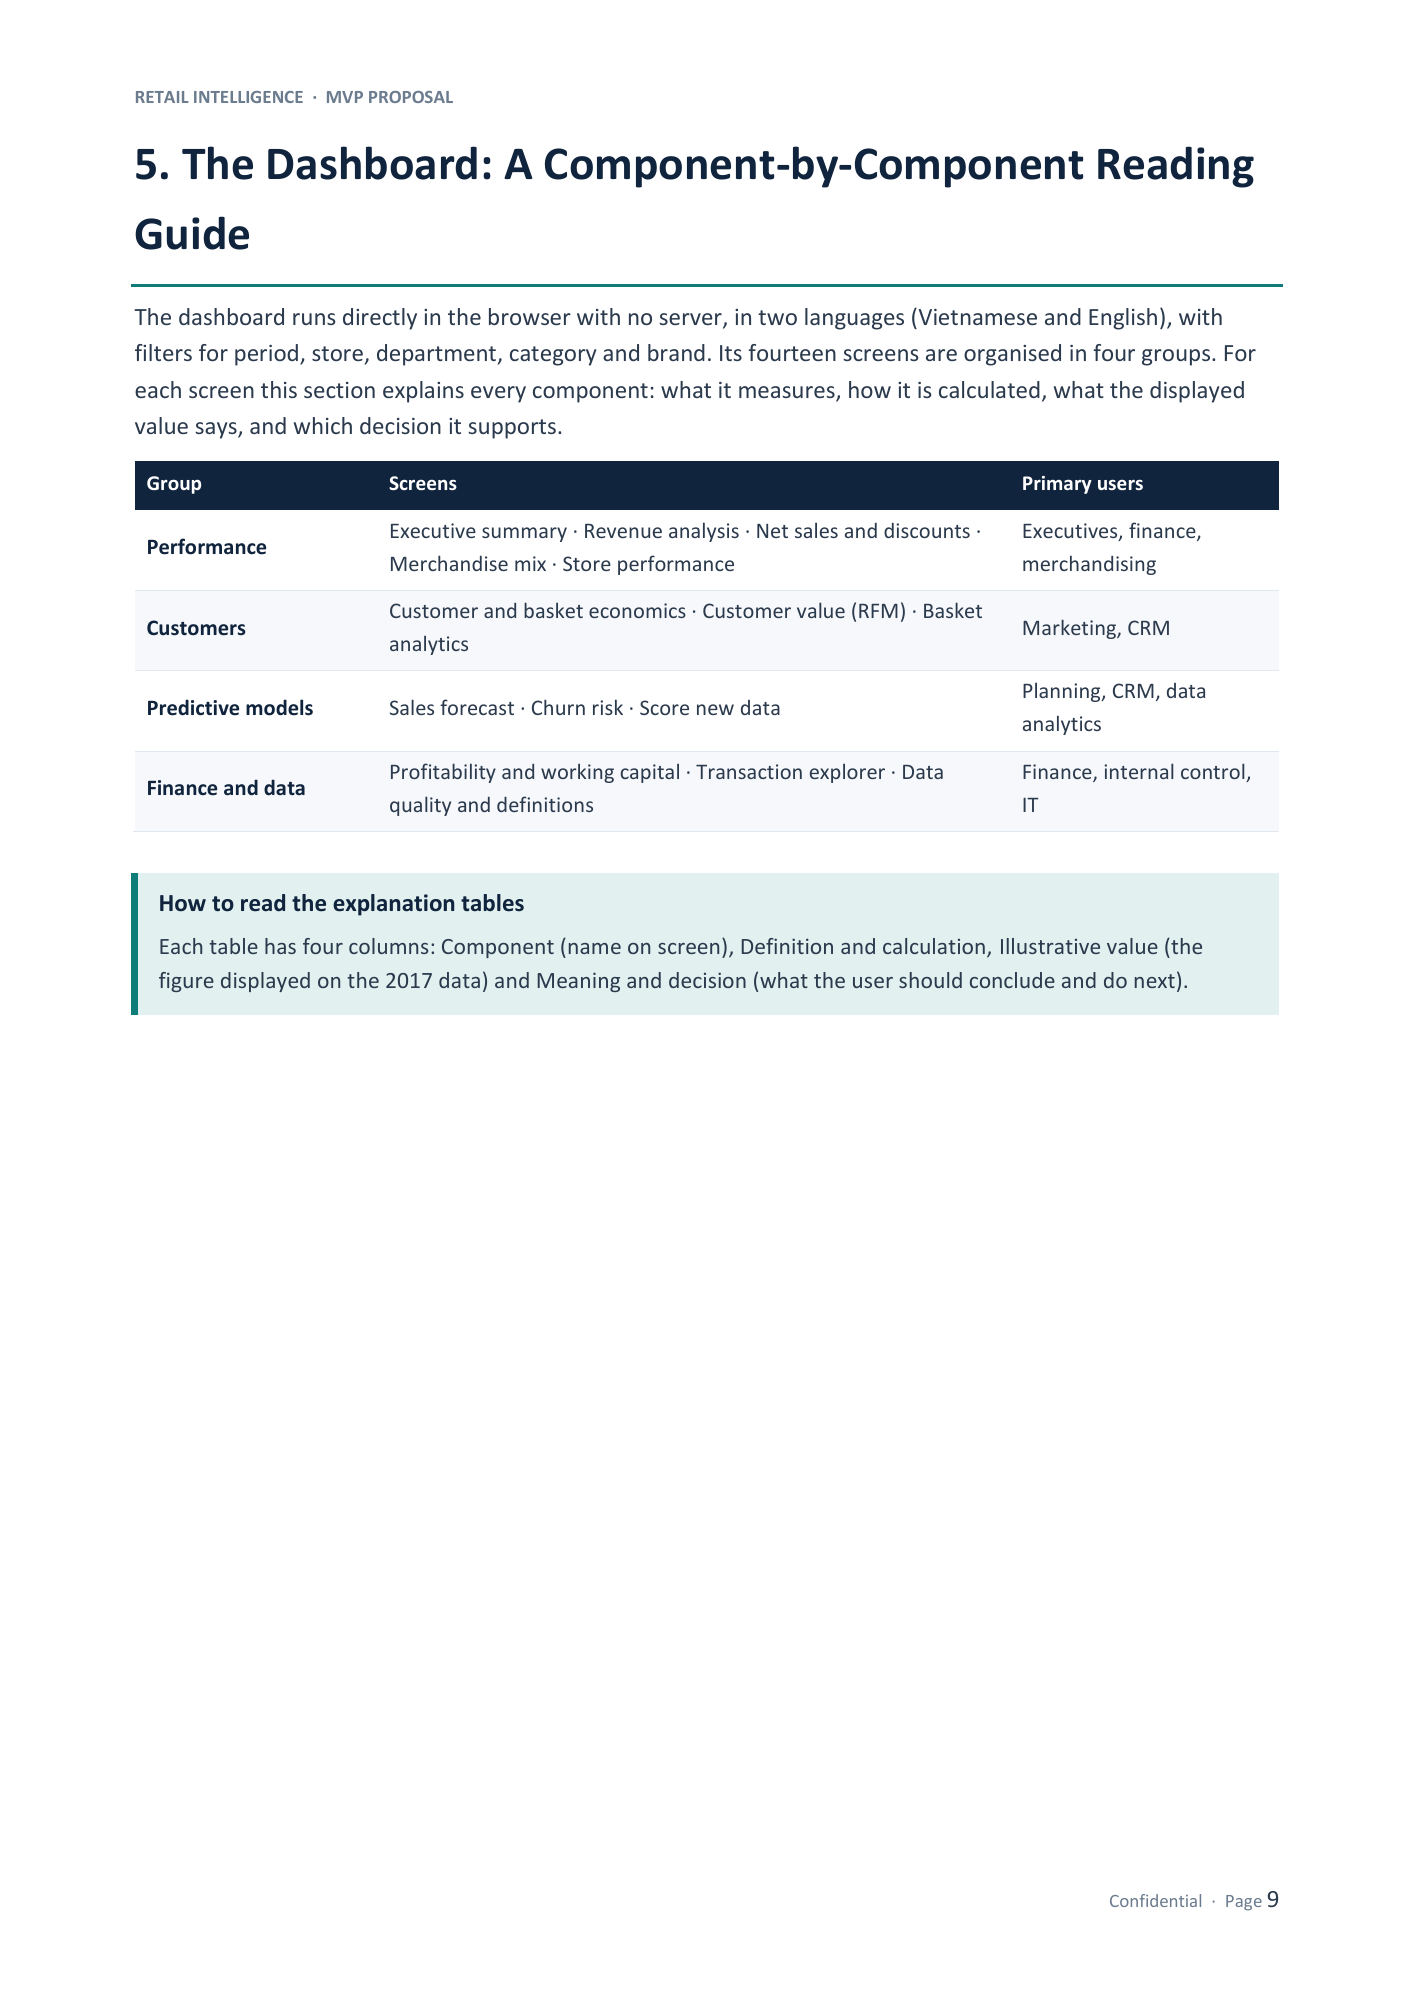 RETAIL INTELLIGENCE · MVP PROPOSAL
5. The Dashboard: A Component-by-Component Reading
Guide
The dashboard runs directly in the browser with no server, in two languages (Vietnamese and English), with
filters for period, store, department, category and brand. Its fourteen screens are organised in four groups. For
each screen this section explains every component: what it measures, how it is calculated, what the displayed
value says, and which decision it supports.
Group Screens Primary users
Performance
Executive summary · Revenue analysis · Net sales and discounts ·
Merchandise mix · Store performance
Executives, finance,
merchandising
Customers
Customer and basket economics · Customer value (RFM) · Basket
analytics
Marketing, CRM
Predictive models
Sales forecast · Churn risk · Score new data
Planning, CRM, data
analytics
Finance and data
Profitability and working capital · Transaction explorer · Data
quality and definitions
Finance, internal control,
IT
How to read the explanation tables
Each table has four columns: Component (name on screen), Definition and calculation, Illustrative value (the
figure displayed on the 2017 data) and Meaning and decision (what the user should conclude and do next).
Confidential · Page 9